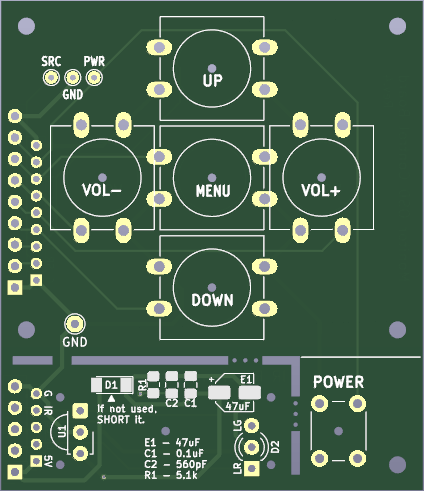 SRC PWR
GND
UP
VOL-
MENU
VOL+
DOWN
GND
POWER
D1
R1
C2 C1
+ E1
47uF
If not used,
SHORT it.
G
IR
5V
U1
E1 - 47uF
C1 - 0.1uF
C2 - 560pF
R1 - 5.1k
LG
LR
D2